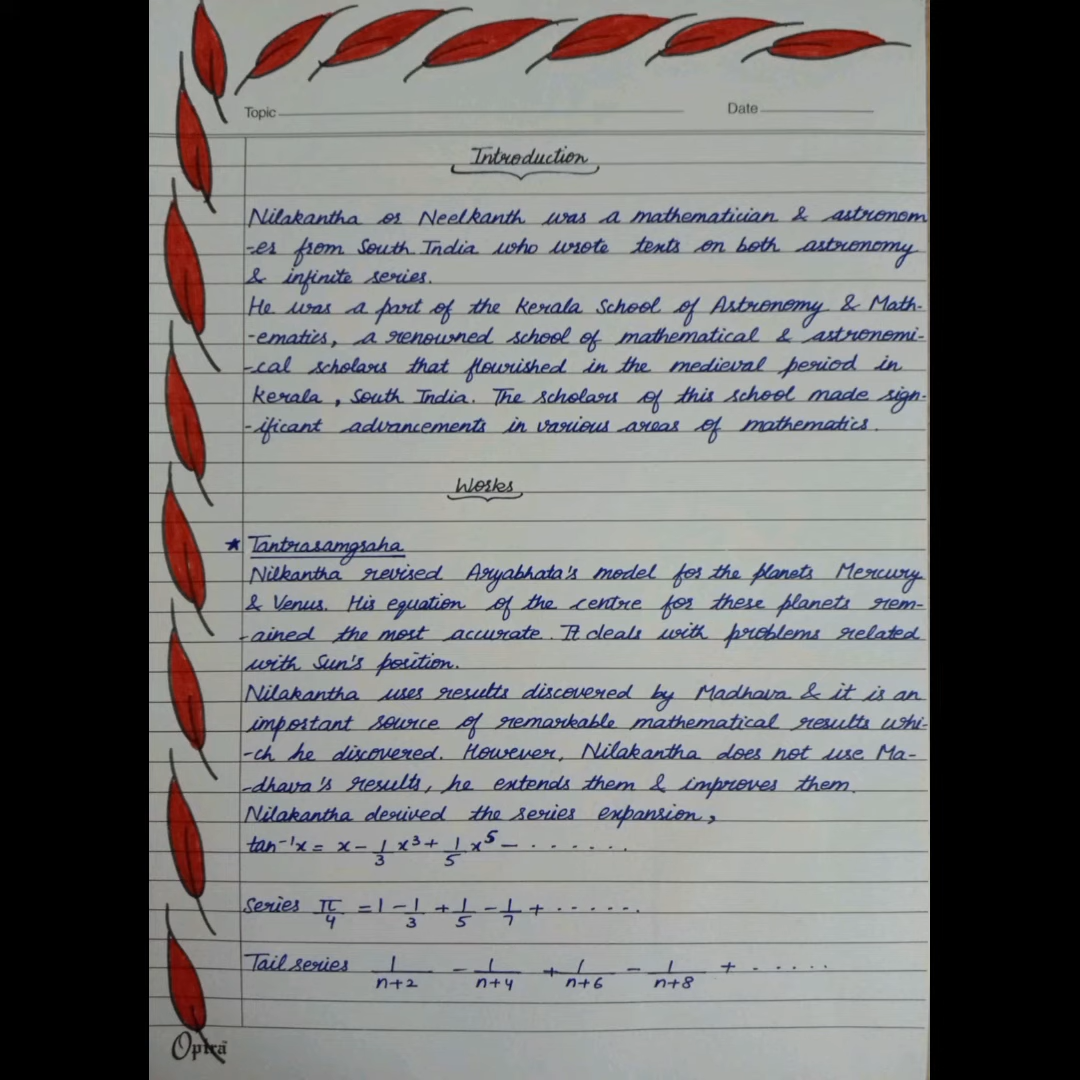 Topic Date
Introduction
Nilakantha or Neelkanth was a mathematician & astronom
-er from South India who wrote texts on both astronomy
& infinite series.
He was a part of the Kerala School of Astronomy & Math-
-ematics, a renowned school of mathematical & astronomi-
-cal scholars that flourished in the medieval period in
Kerala, South India. The scholars of this school made sign-
-ificant advancements in various areas of mathematics.
Works
★ Tantrasamgraha
Nilkantha revised Aryabhata's model for the planets Mercury
& Venus. His equation of the centre for these planets rem-
-ained the most accurate. It deals with problems related
with Sun's position.
Nilakantha uses results discovered by Madhava & it is an
important source of remarkable mathematical results whi-
-ch he discovered. However, Nilakantha does not use Ma-
-dhava's results, he extends them & improves them.
Nilakantha derived the series expansion,
tan⁻¹x = x - 1/3 x³ + 1/5 x⁵ - .......
Series π/4 = 1 - 1/3 + 1/5 - 1/7 + ......
Tail series 1/(n+2) - 1/(n+4) + 1/(n+6) - 1/(n+8) + .....
Optra